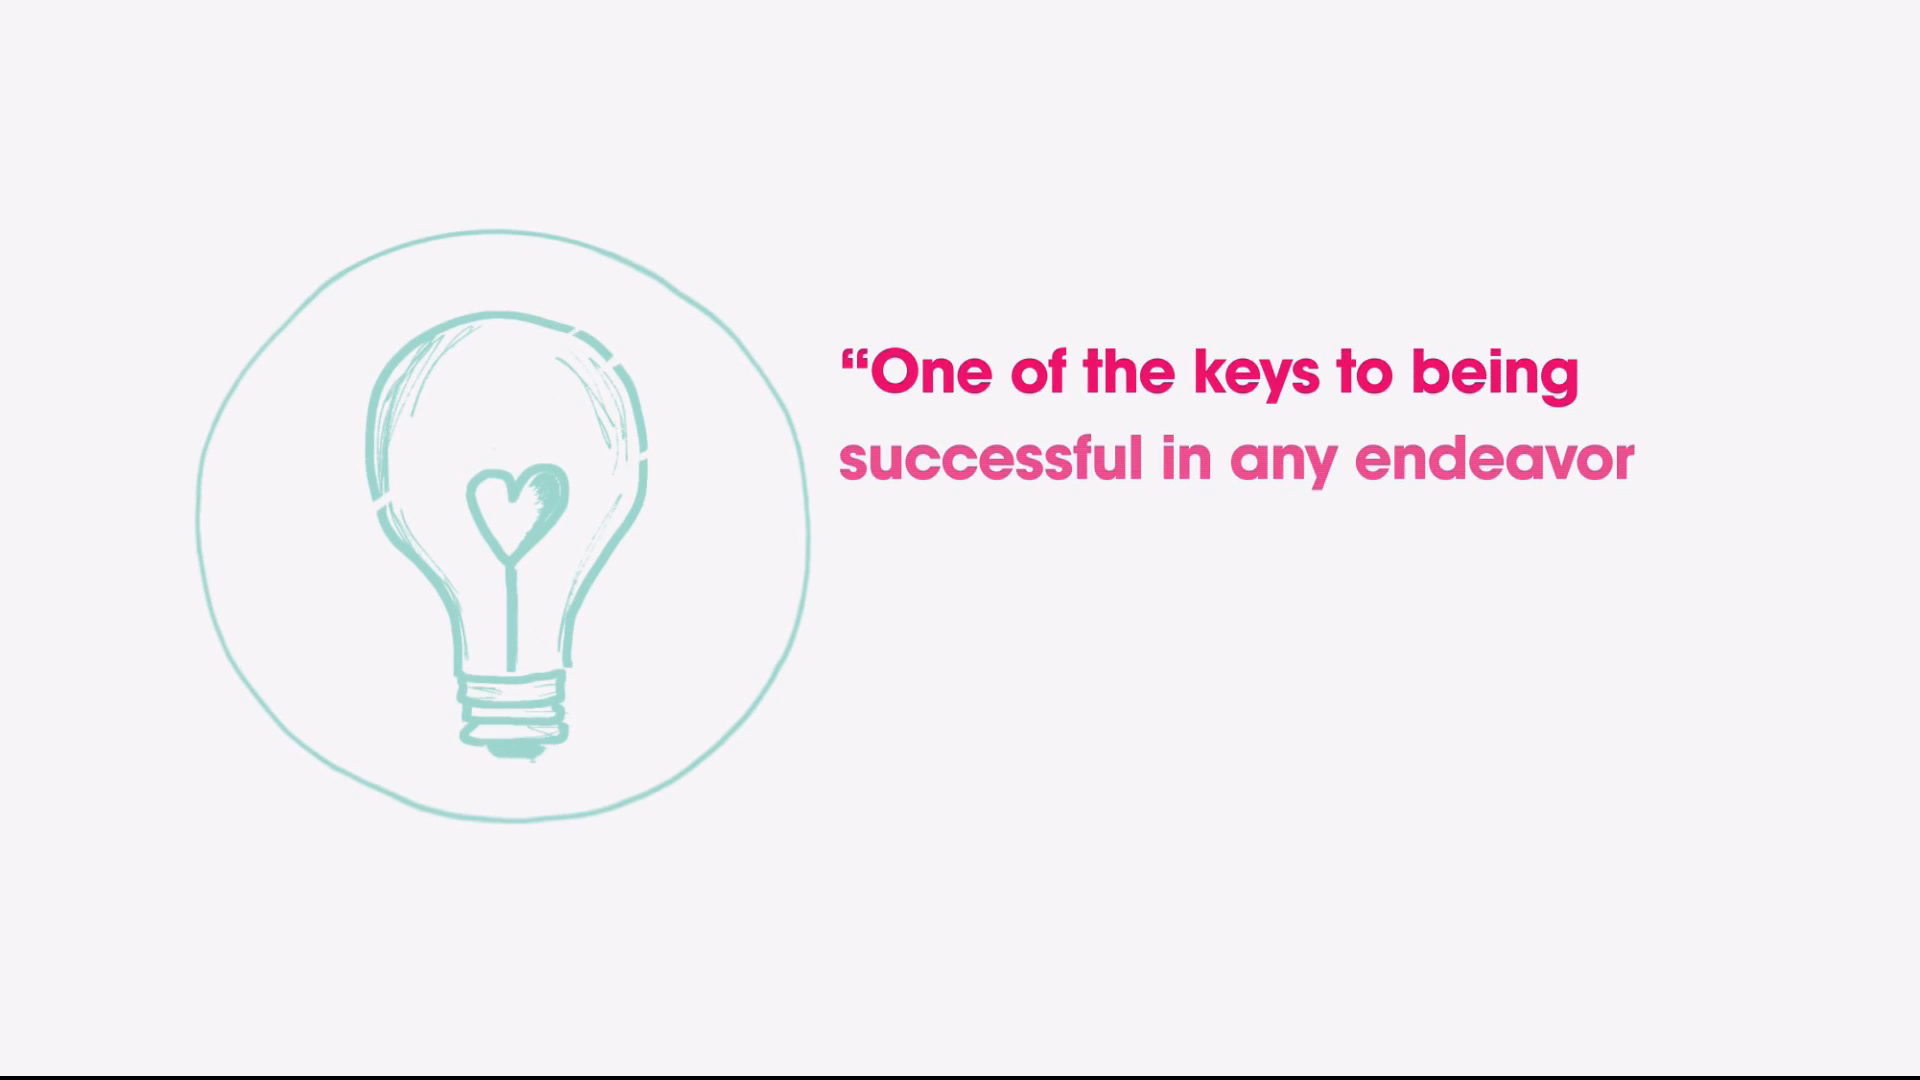 “One of the keys to being
successful in any endeavor